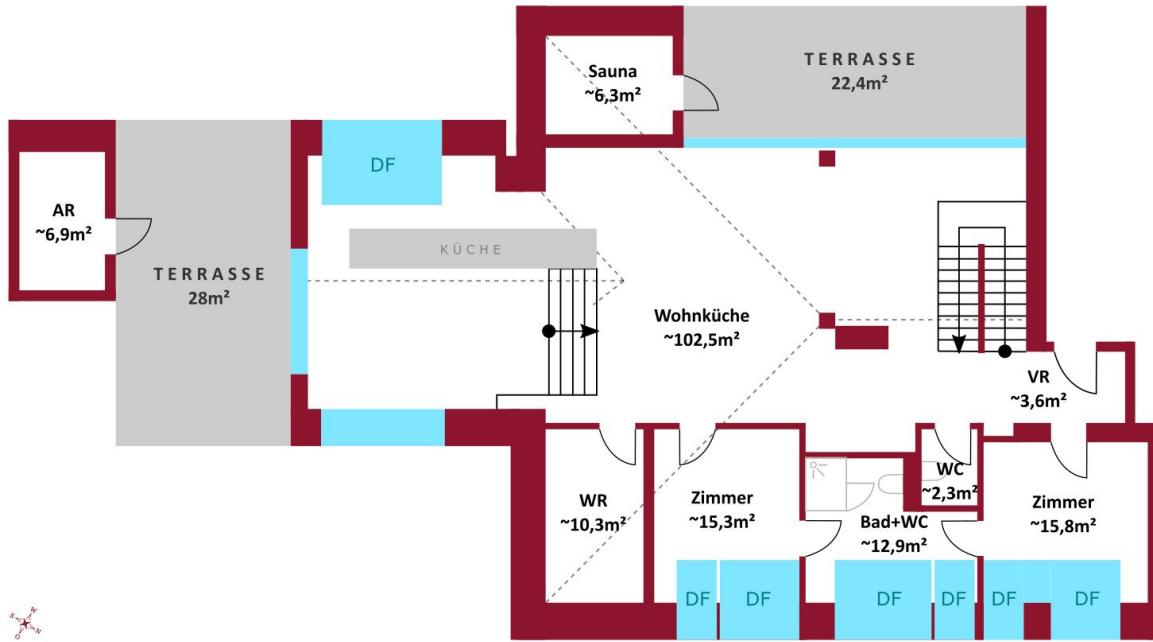 TERRASSE
22,4m²
Sauna
~6,3m²
DF
AR
~6,9m²
KÜCHE
TERRASSE
28m²
Wohnküche
~102,5m²
VR
~3,6m²
WC
~2,3m²
WR
~10,3m²
Zimmer
~15,3m²
Bad+WC
~12,9m²
Zimmer
~15,8m²
DF DF DF DF DF DF
S W
O N